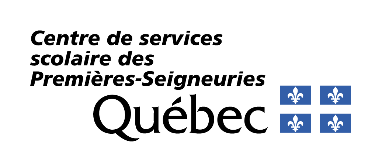 Centre de services
scolaire des
Premières-Seigneuries
Québec